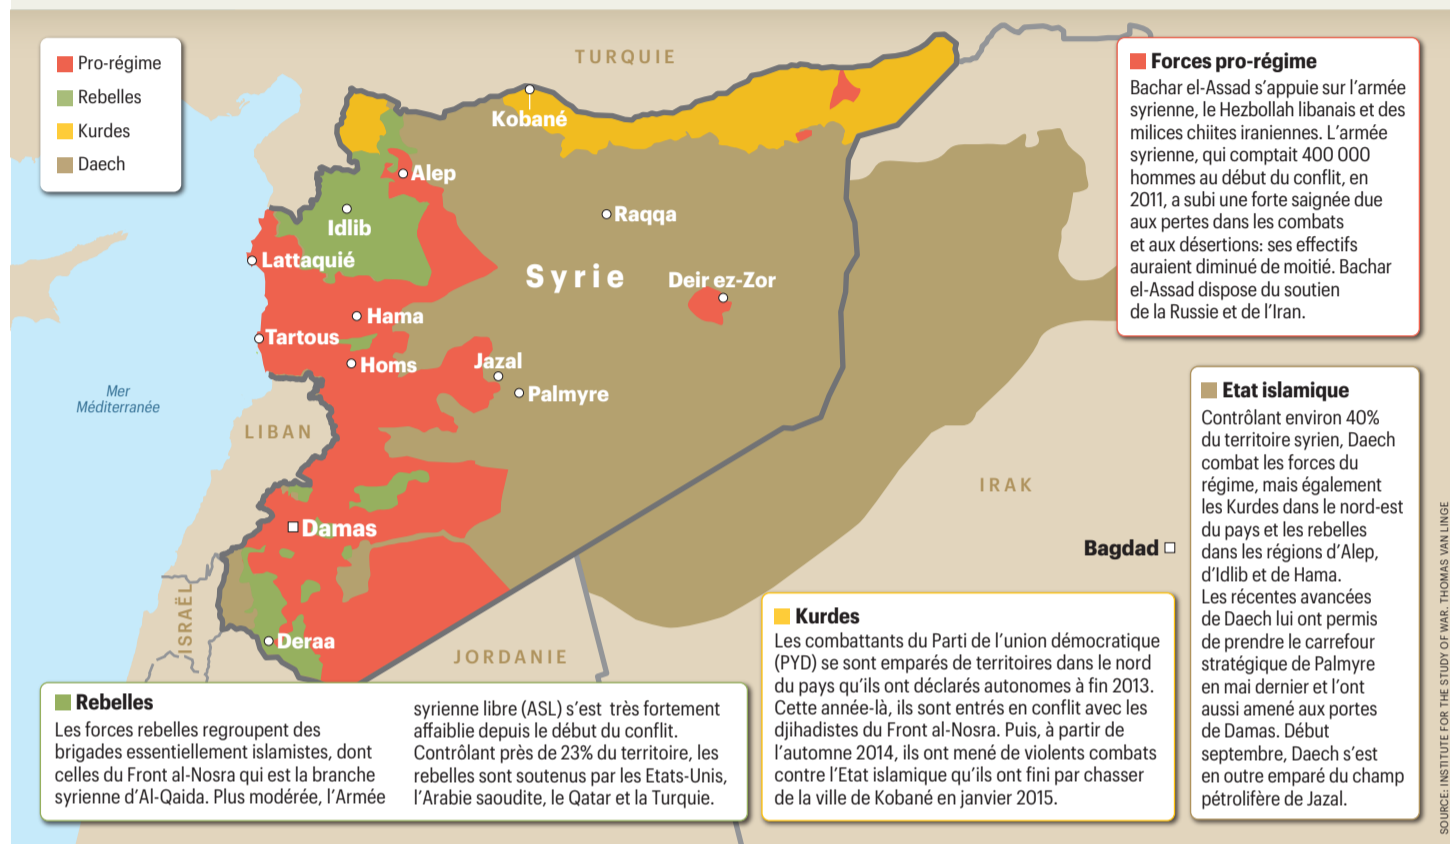 Pro-régime
Rebelles
Kurdes
Daech
TURQUIE
Kobané
Alep
Idlib
Raqqa
Lattaquié
Syrie
Deir ez-Zor
Hama
Tartous
Homs
Jazal
Palmyre
Mer
Méditerranée
LIBAN
IRAK
Damas
Bagdad
ISRAËL
Deraa
JORDANIE
Forces pro-régime
Bachar el-Assad s’appuie sur l’armée
syrienne, le Hezbollah libanais et des
milices chiites iraniennes. L’armée
syrienne, qui comptait 400 000
hommes au début du conflit, en
2011, a subi une forte saignée due
aux pertes dans les combats
et aux désertions: ses effectifs
auraient diminué de moitié. Bachar
el-Assad dispose du soutien
de la Russie et de l’Iran.
Etat islamique
Contrôlant environ 40%
du territoire syrien, Daech
combat les forces du
régime, mais également
les Kurdes dans le nord-est
du pays et les rebelles
dans les régions d’Alep,
d’Idlib et de Hama.
Les récentes avancées
de Daech lui ont permis
de prendre le carrefour
stratégique de Palmyre
en mai dernier et l’ont
aussi amené aux portes
de Damas. Début
septembre, Daech s’est
en outre emparé du champ
pétrolifère de Jazal.
Kurdes
Les combattants du Parti de l’union démocratique
(PYD) se sont emparés de territoires dans le nord
du pays qu’ils ont déclarés autonomes à fin 2013.
Cette année-là, ils sont entrés en conflit avec les
djihadistes du Front al-Nosra. Puis, à partir de
l’automne 2014, ils ont mené de violents combats
contre l’Etat islamique qu’ils ont fini par chasser
de la ville de Kobané en janvier 2015.
Rebelles
Les forces rebelles regroupent des
brigades essentiellement islamistes, dont
celles du Front al-Nosra qui est la branche
syrienne d’Al-Qaida. Plus modérée, l’Armée
syrienne libre (ASL) s’est très fortement
affaiblie depuis le début du conflit.
Contrôlant près de 23% du territoire, les
rebelles sont soutenus par les Etats-Unis,
l’Arabie saoudite, le Qatar et la Turquie.
SOURCE: INSTITUTE FOR THE STUDY OF WAR. THOMAS VAN LINGE